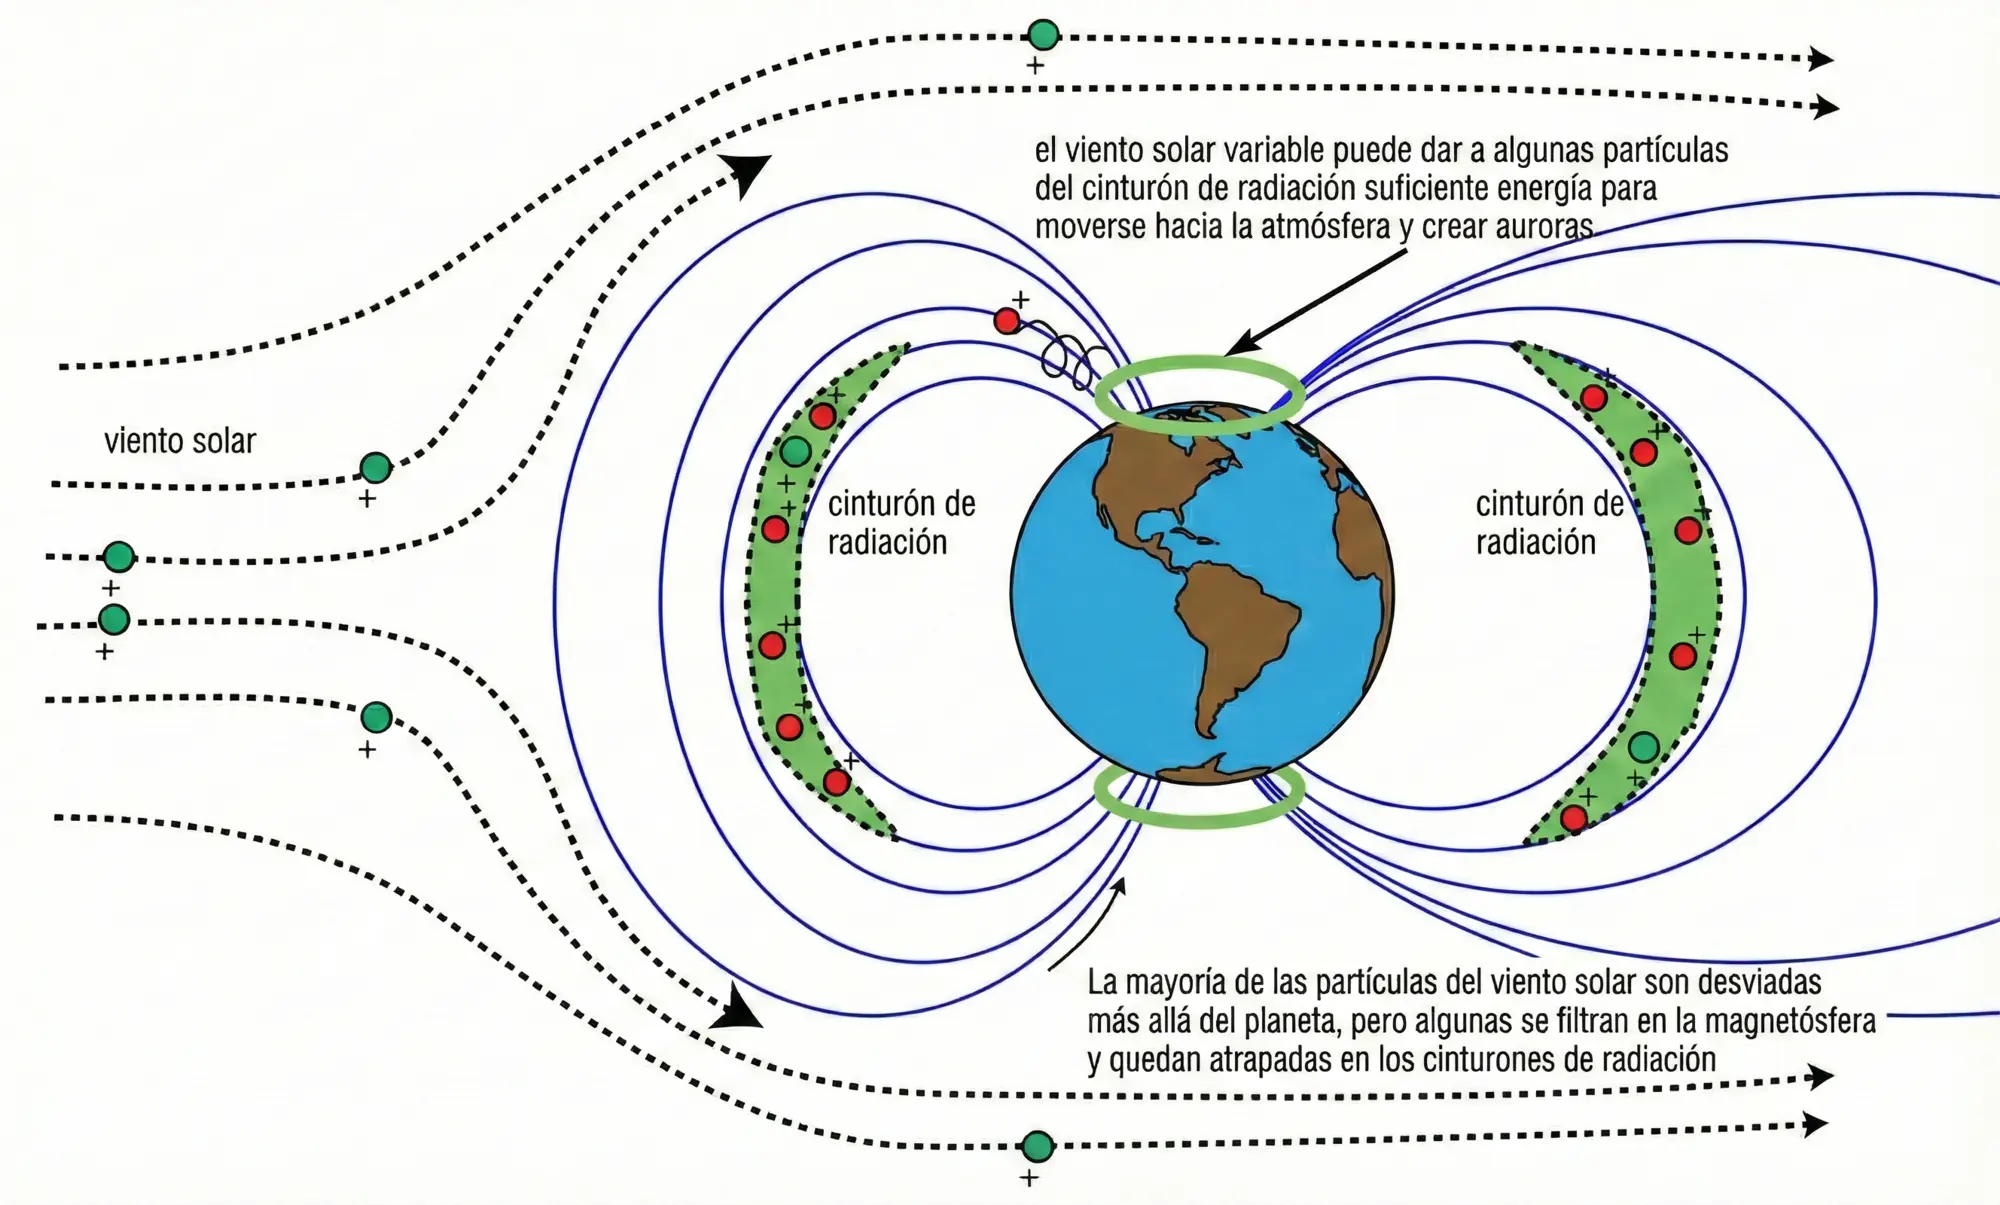 el viento solar variable puede dar a algunas partículas
del cinturón de radiación suficiente energía para
moverse hacia la atmósfera y crear auroras.
viento solar
cinturón de
radiación
cinturón de
radiación
La mayoría de las partículas del viento solar son desviadas
más allá del planeta, pero algunas se filtran en la magnetósfera
y quedan atrapadas en los cinturones de radiación